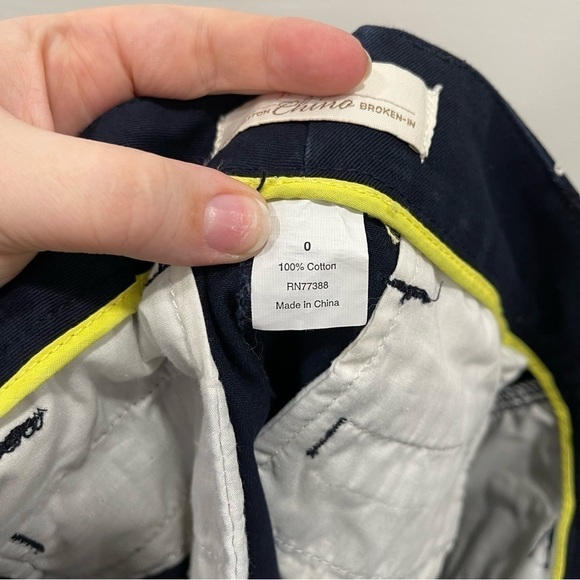 Chino
BROKEN-IN
0
100% Cotton
RN77388
Made in China